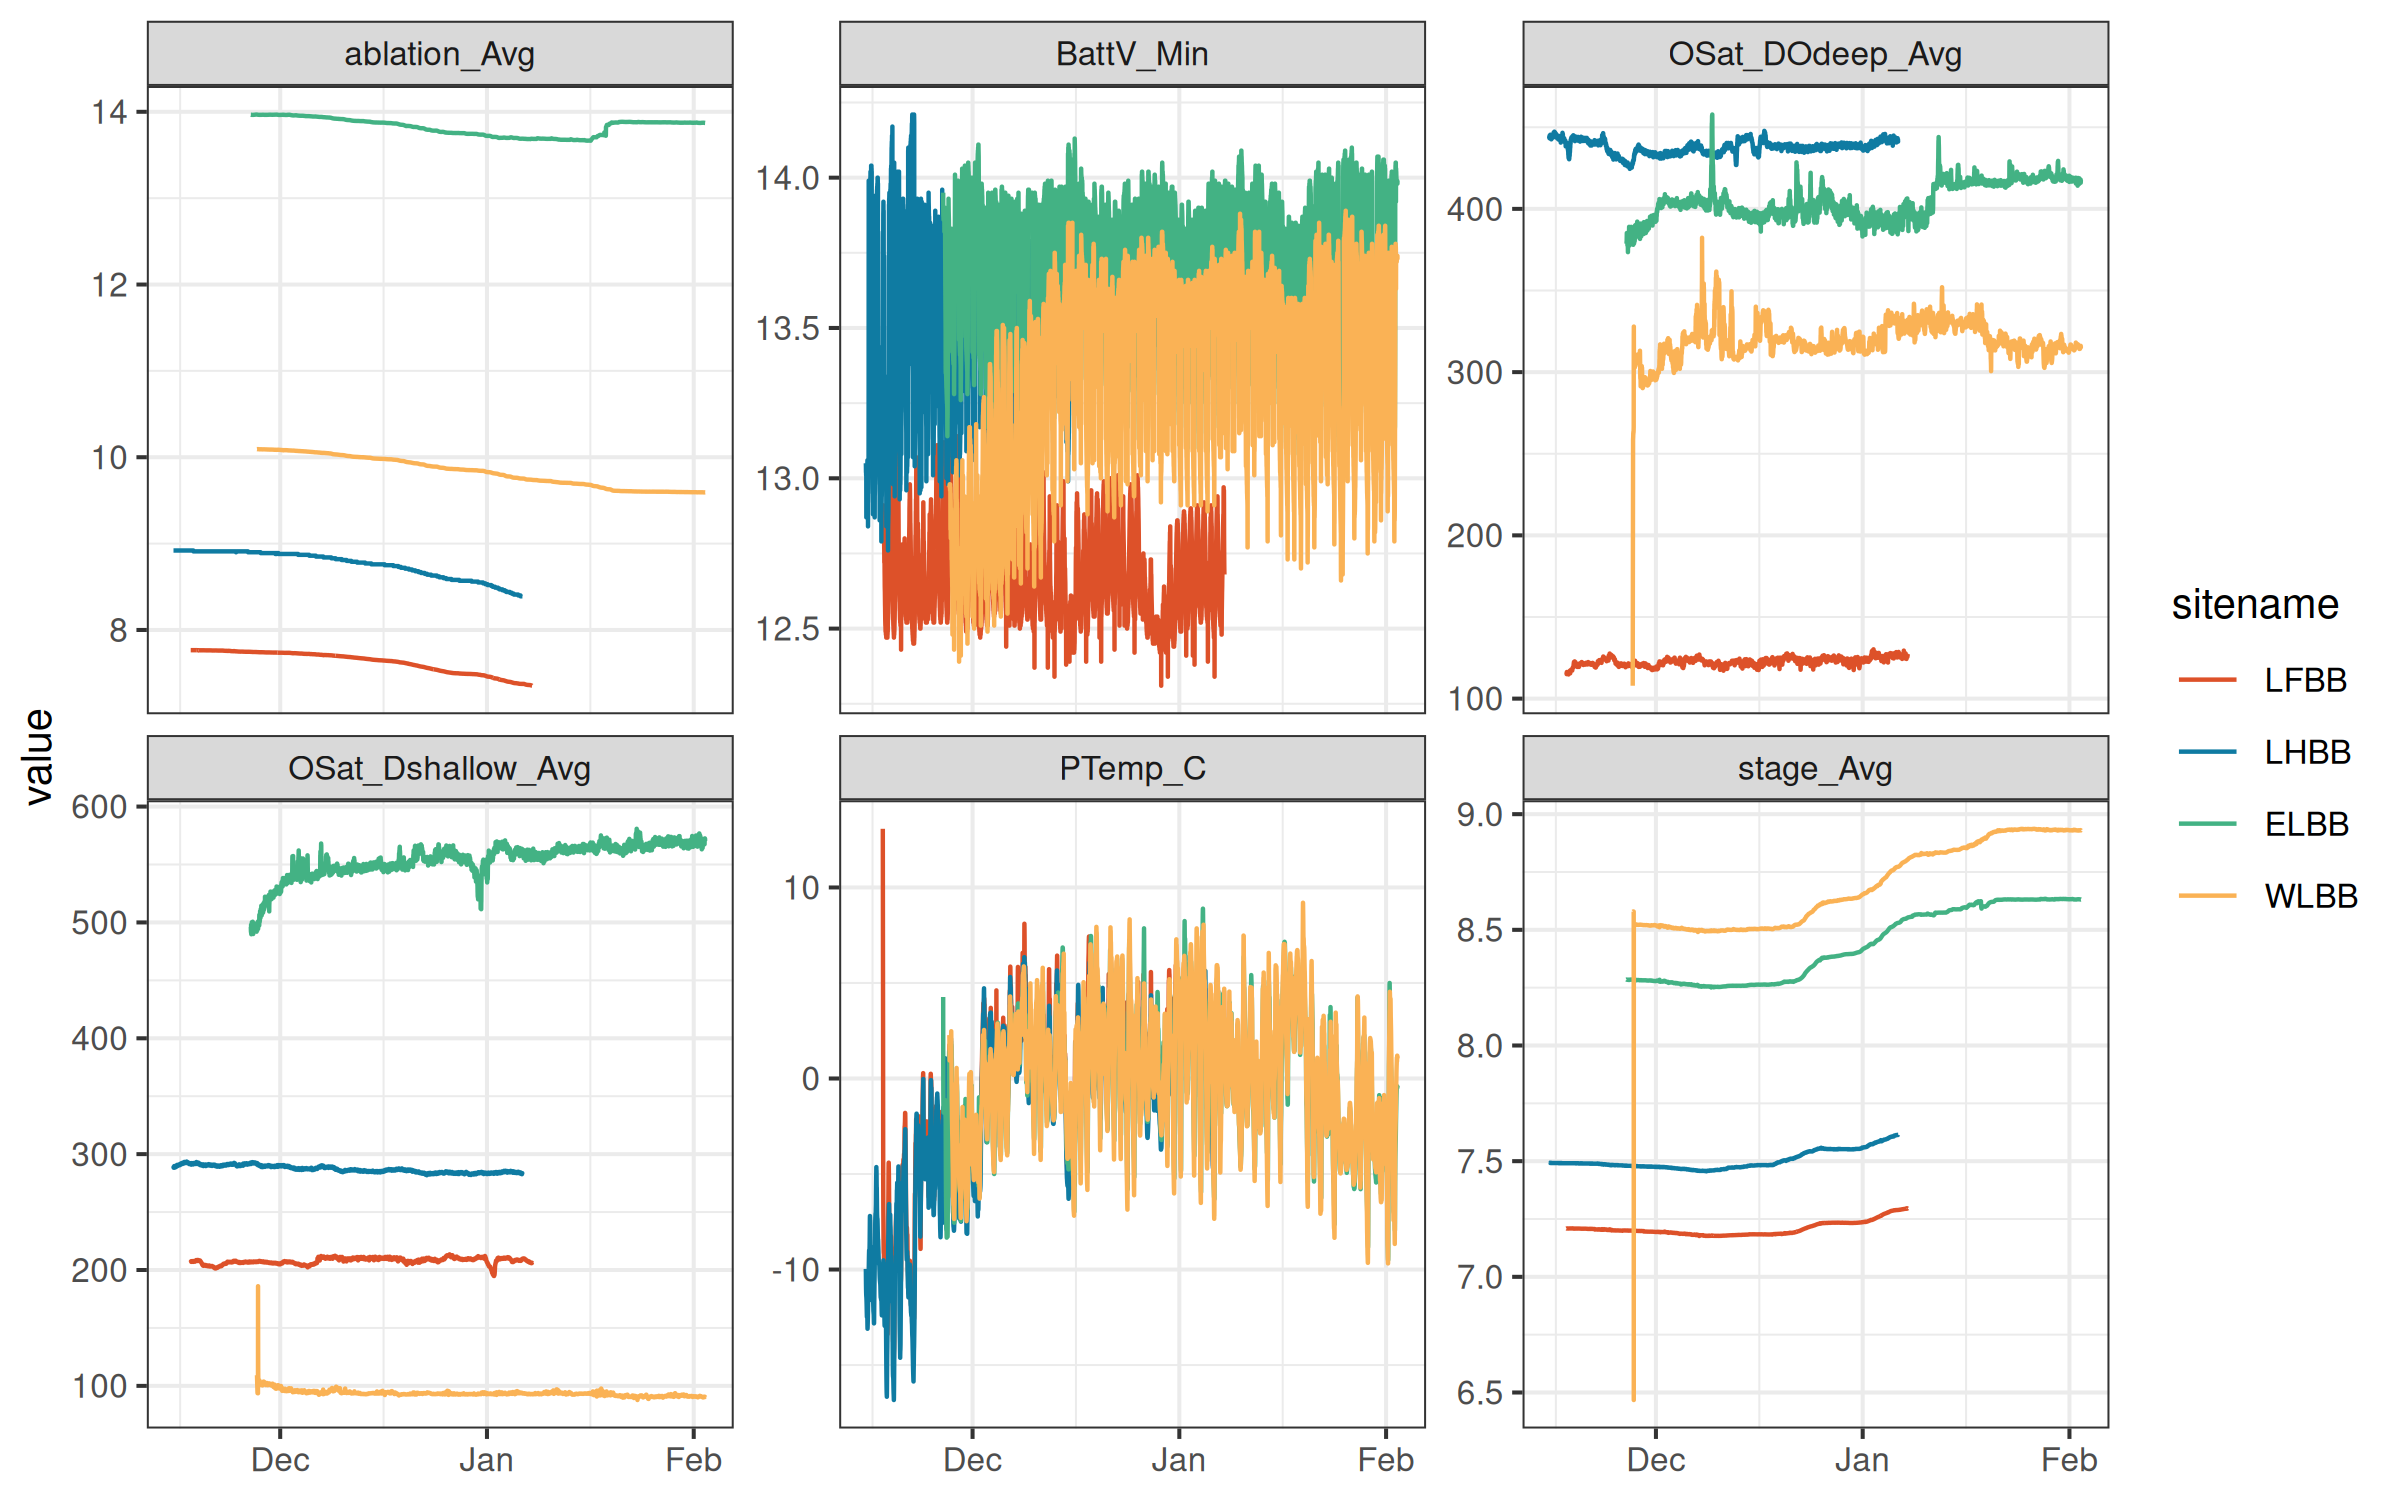 ablation_Avg
BattV_Min
OSat_DOdeep_Avg
14
12
10
8
14.0
13.5
13.0
12.5
400
300
200
100
OSat_Dshallow_Avg
PTemp_C
stage_Avg
600
500
400
300
200
100
10
0
-10
9.0
8.5
8.0
7.5
7.0
6.5
Dec
Jan
Feb
Dec
Jan
Feb
Dec
Jan
Feb
value
sitename
LFBB
LHBB
ELBB
WLBB